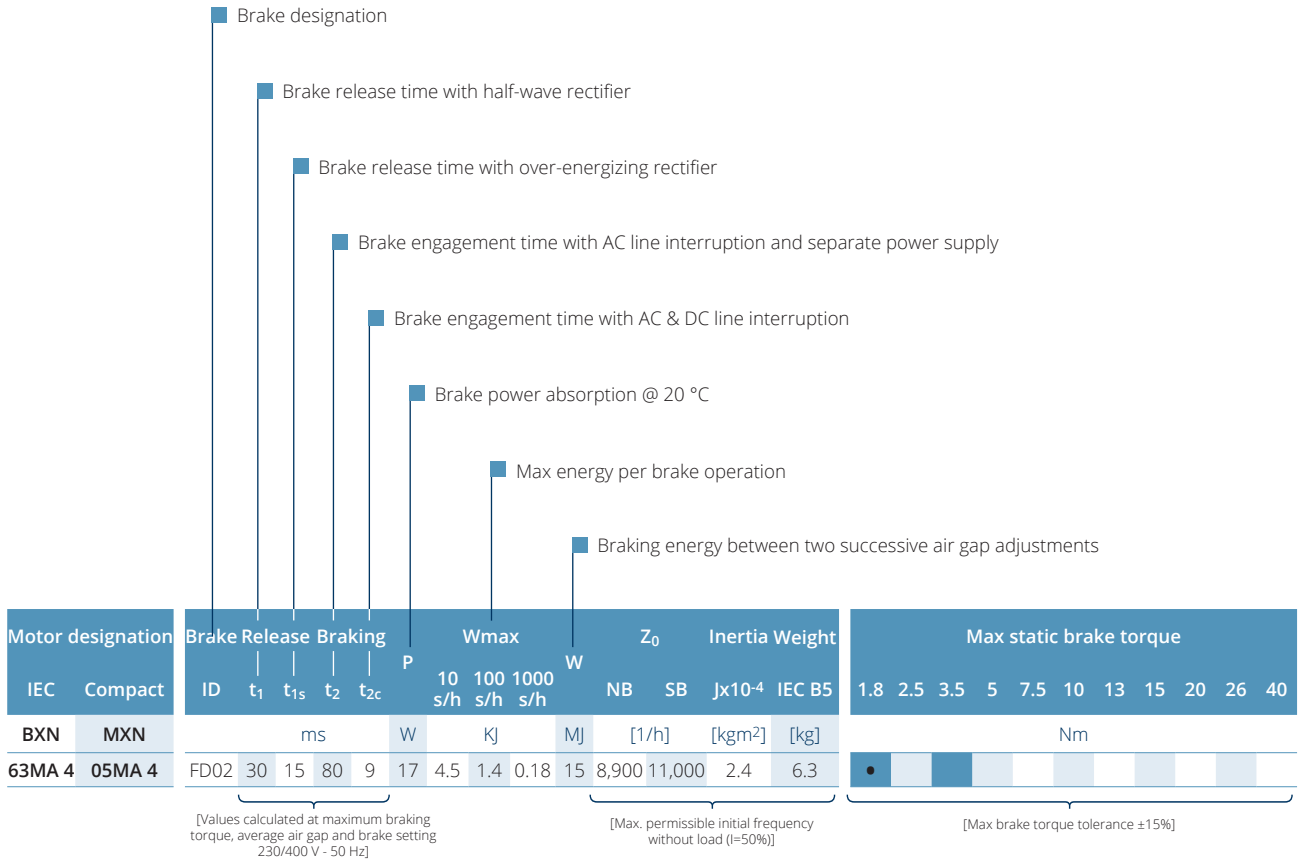 Brake designation
Brake release time with half-wave rectifier
Brake release time with over-energizing rectifier
Brake engagement time with AC line interruption and separate power supply
Brake engagement time with AC & DC line interruption
Brake power absorption @ 20 °C
Max energy per brake operation
Braking energy between two successive air gap adjustments
Motor designation Brake Release Braking P Wmax W Z0 Inertia Weight Max static brake torque
IEC Compact ID t1 t1s t2 t2c 10 s/h 100 s/h 1000 s/h NB SB Jx10-4 IEC B5 1.8 2.5 3.5 5 7.5 10 13 15 20 26 40
BXN MXN ms W KJ MJ [1/h] [kgm2] [kg] Nm
63MA 4 05MA 4 FD02 30 15 80 9 17 4.5 1.4 0.18 15 8,900 11,000 2.4 6.3 •
[Values calculated at maximum braking
torque, average air gap and brake setting
230/400 V - 50 Hz]
[Max. permissible initial frequency
without load (I=50%)]
[Max brake torque tolerance ±15%]